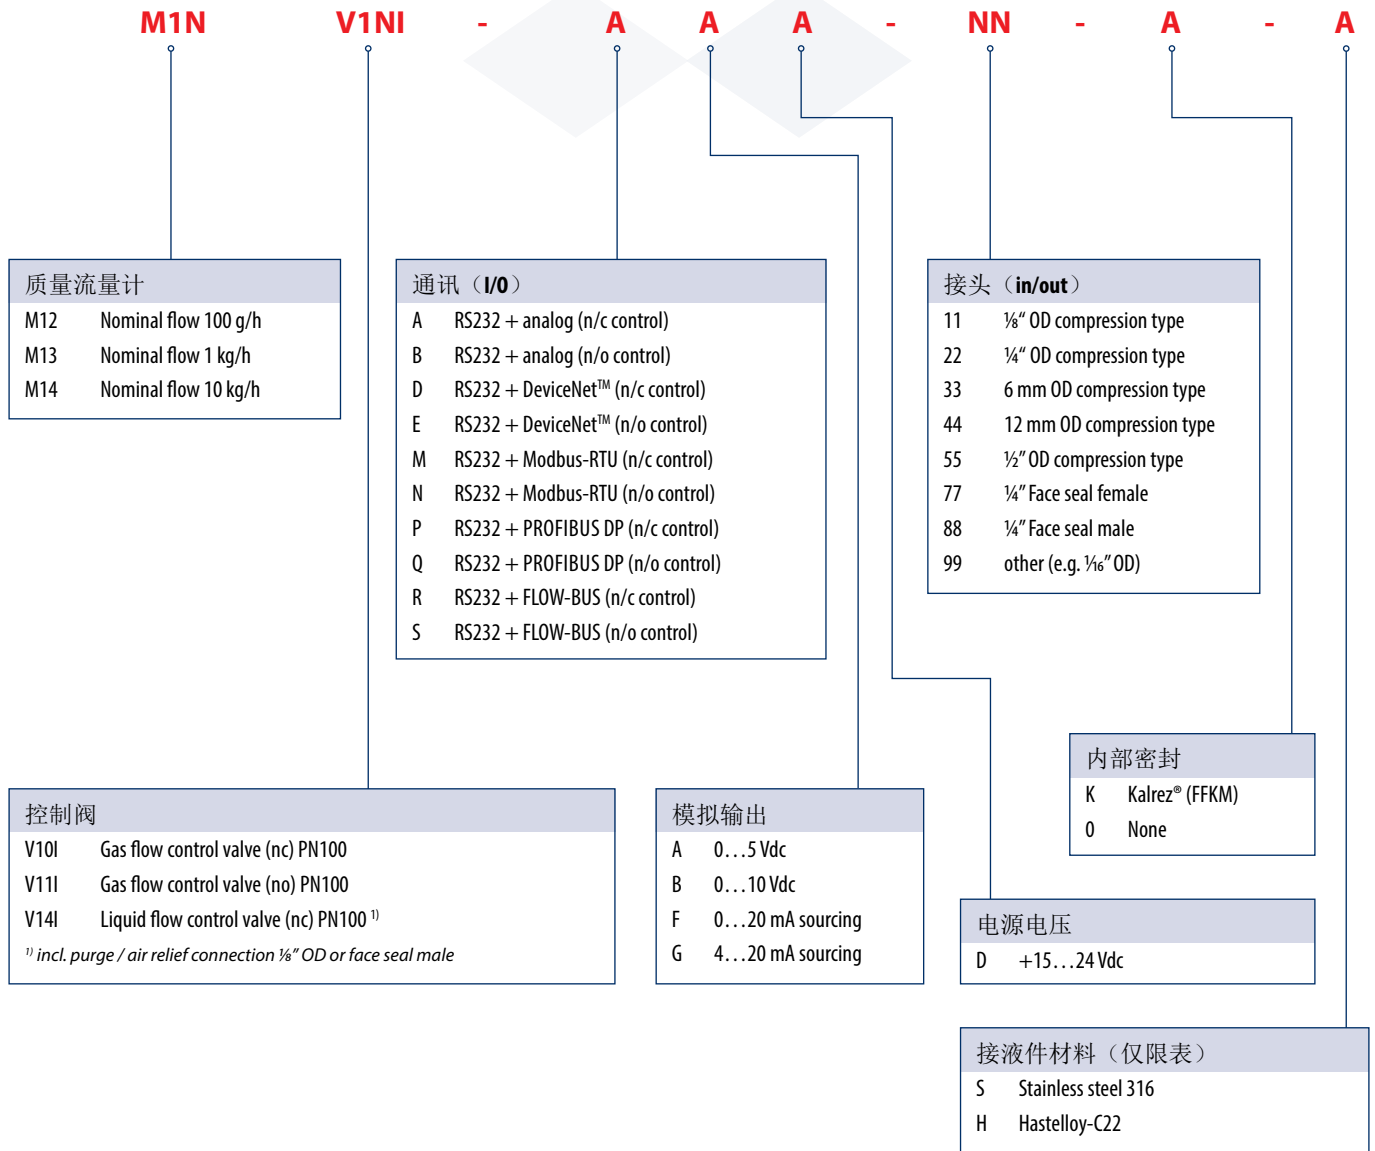 M1N V1NI - A A A - NN - A - A
质量流量计
M12 Nominal flow 100 g/h
M13 Nominal flow 1 kg/h
M14 Nominal flow 10 kg/h
通讯（I/O）
A RS232 + analog (n/c control)
B RS232 + analog (n/o control)
D RS232 + DeviceNet™ (n/c control)
E RS232 + DeviceNet™ (n/o control)
M RS232 + Modbus-RTU (n/c control)
N RS232 + Modbus-RTU (n/o control)
P RS232 + PROFIBUS DP (n/c control)
Q RS232 + PROFIBUS DP (n/o control)
R RS232 + FLOW-BUS (n/c control)
S RS232 + FLOW-BUS (n/o control)
接头（in/out）
11 ⅛“ OD compression type
22 ¼“ OD compression type
33 6 mm OD compression type
44 12 mm OD compression type
55 ½” OD compression type
77 ¼” Face seal female
88 ¼” Face seal male
99 other (e.g. 1⁄16” OD)
控制阀
V10I Gas flow control valve (nc) PN100
V11I Gas flow control valve (no) PN100
V14I Liquid flow control valve (nc) PN100 1)
1) incl. purge / air relief connection ⅛” OD or face seal male
模拟输出
A 0…5 Vdc
B 0…10 Vdc
F 0…20 mA sourcing
G 4…20 mA sourcing
内部密封
K Kalrez® (FFKM)
0 None
电源电压
D +15…24 Vdc
接液件材料（仅限表）
S Stainless steel 316
H Hastelloy-C22